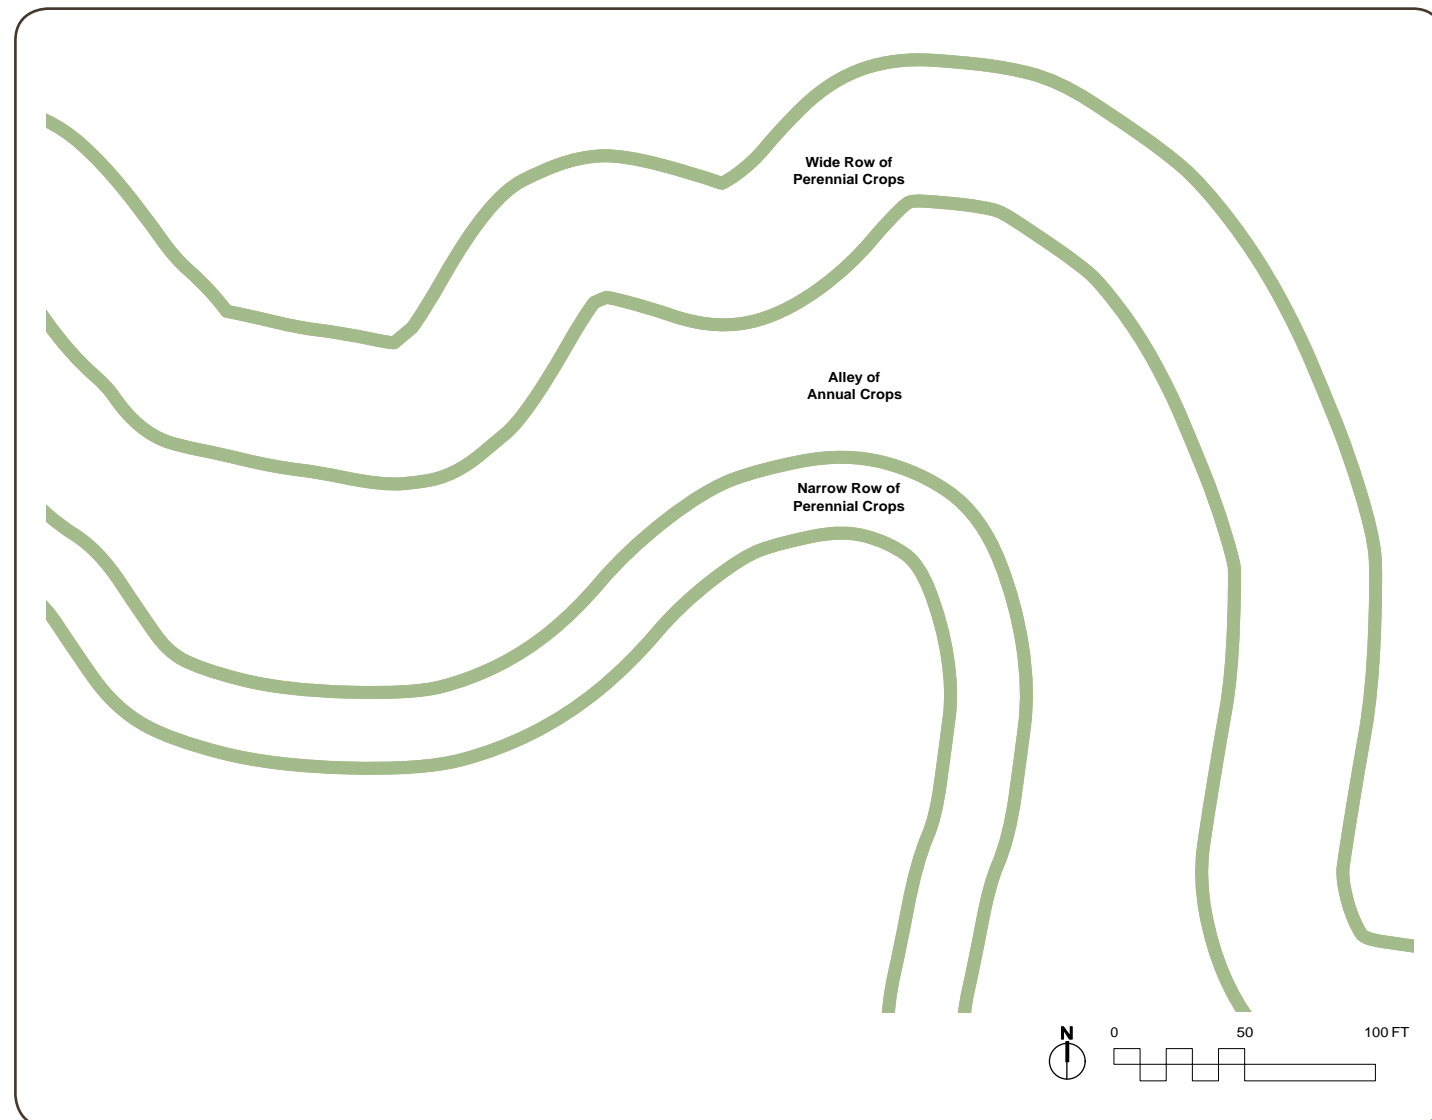 Wide Row of
Perennial Crops
Alley of
Annual Crops
Narrow Row of
Perennial Crops
N
0 50 100 FT